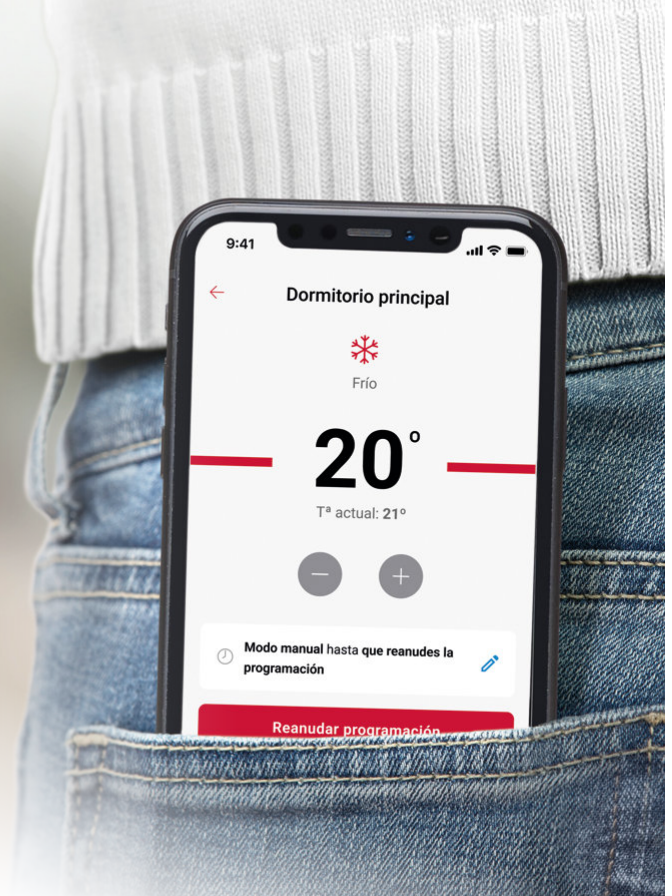 9:41
Dormitorio principal
Frío
20º
Tª actual: 21º
Modo manual hasta que reanudes la
programación
Reanudar programación